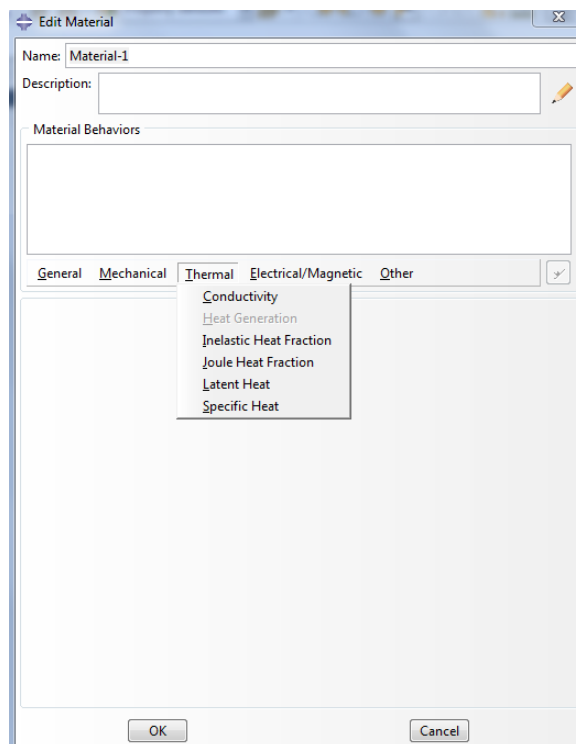 Edit Material
Name: Material-1
Description:
Material Behaviors
General Mechanical Thermal Electrical/Magnetic Other
Conductivity
Heat Generation
Inelastic Heat Fraction
Joule Heat Fraction
Latent Heat
Specific Heat
OK Cancel